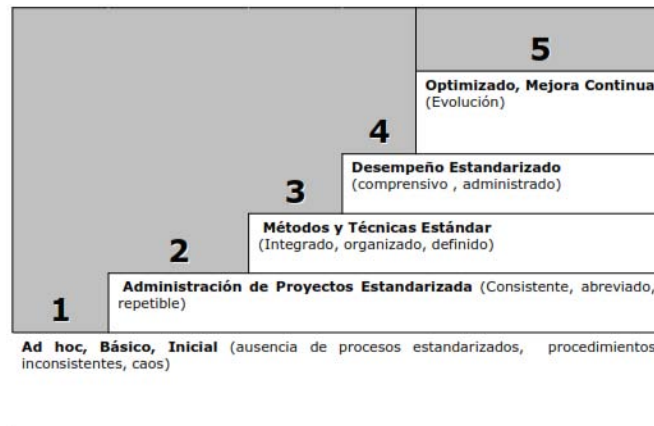 5
Optimizado, Mejora Continua
(Evolución)
4
Desempeño Estandarizado
(comprensivo , administrado)
3
Métodos y Técnicas Estándar
(Integrado, organizado, definido)
2
Administración de Proyectos Estandarizada (Consistente, abreviado,
repetible)
1
Ad hoc, Básico, Inicial (ausencia de procesos estandarizados, procedimientos
inconsistentes, caos)